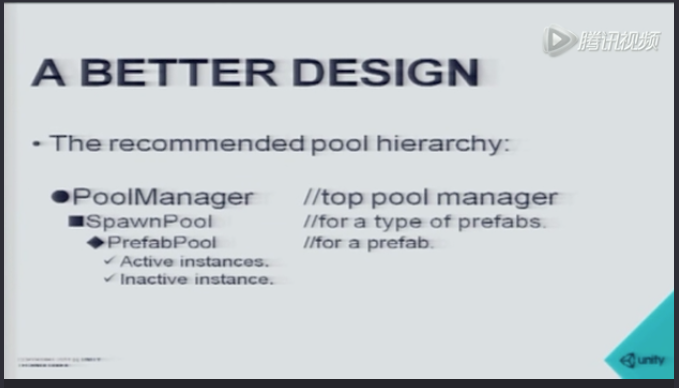 腾讯视频
A BETTER DESIGN
• The recommended pool hierarchy:
●PoolManager //top pool manager
■SpawnPool //for a type of prefabs.
◆PrefabPool //for a prefab.
✓ Active instances.
✓ Inactive instance.
unity